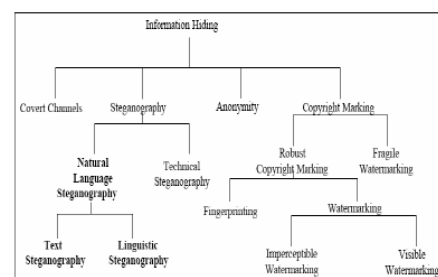 Information Hiding
Covert Channels Steganography Anonymity Copyright Marking
Natural
Language
Steganography
Technical
Steganography
Robust
Copyright Marking
Fragile
Watermarking
Fingerprinting
Watermarking
Text
Steganography
Linguistic
Steganography
Imperceptible
Watermarking
Visible
Watermarking